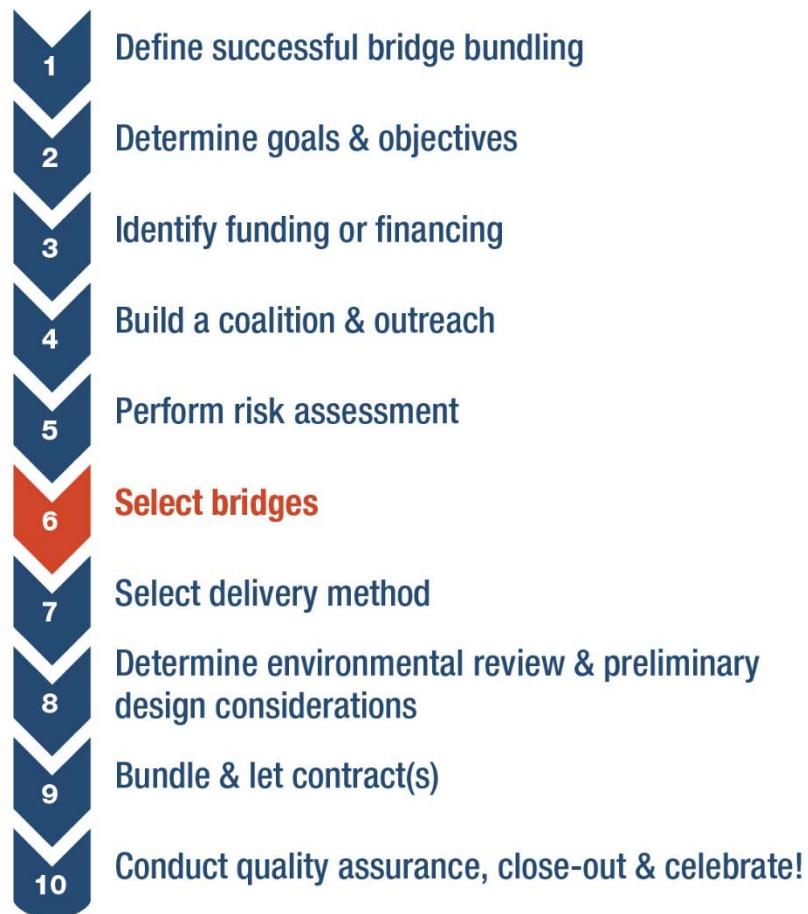 1
Define successful bridge bundling
2
Determine goals & objectives
3
Identify funding or financing
4
Build a coalition & outreach
5
Perform risk assessment
6
Select bridges
7
Select delivery method
8
Determine environmental review & preliminary
design considerations
9
Bundle & let contract(s)
10
Conduct quality assurance, close-out & celebrate!